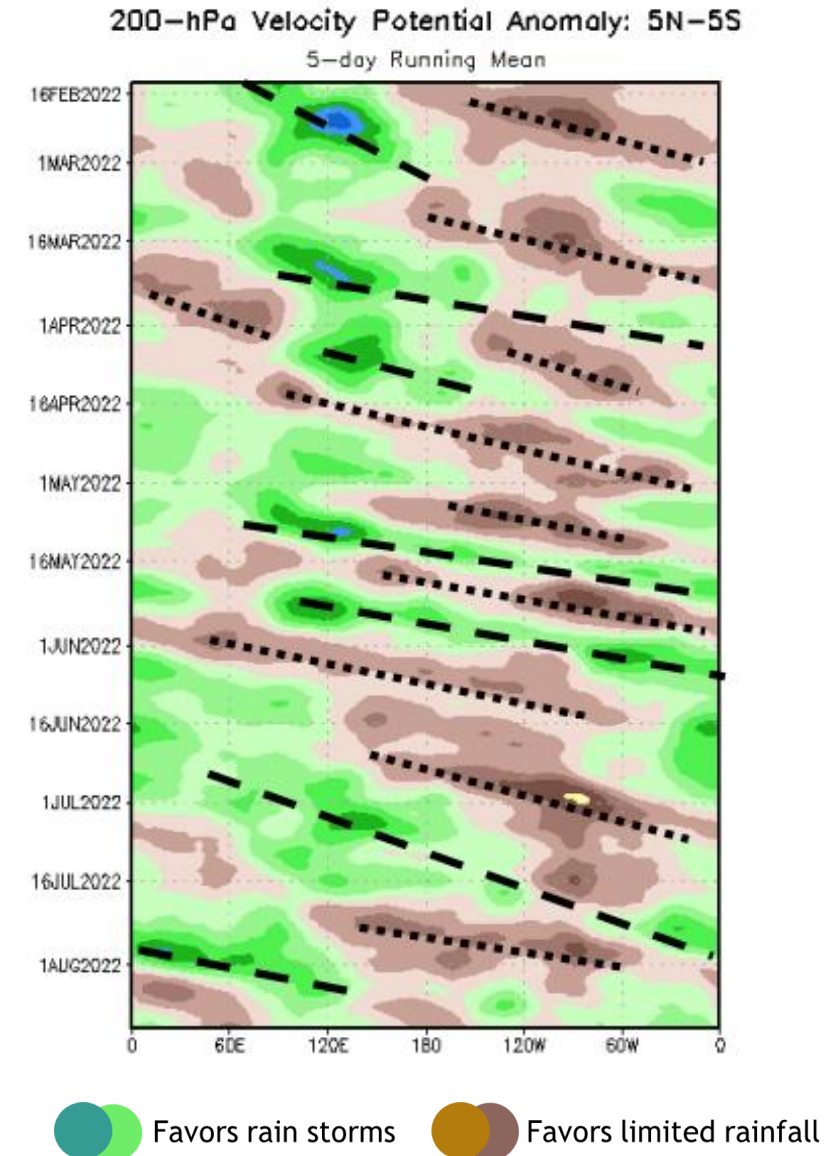 200-hPa Velocity Potential Anomaly: 5N-5S
5-day Running Mean
16FEB2022
1MAR2022
16MAR2022
1APR2022
16APR2022
1MAY2022
16MAY2022
1JUN2022
16JUN2022
1JUL2022
16JUL2022
1AUG2022
0 60E 120E 180 120W 60W 0
Favors rain storms Favors limited rainfall